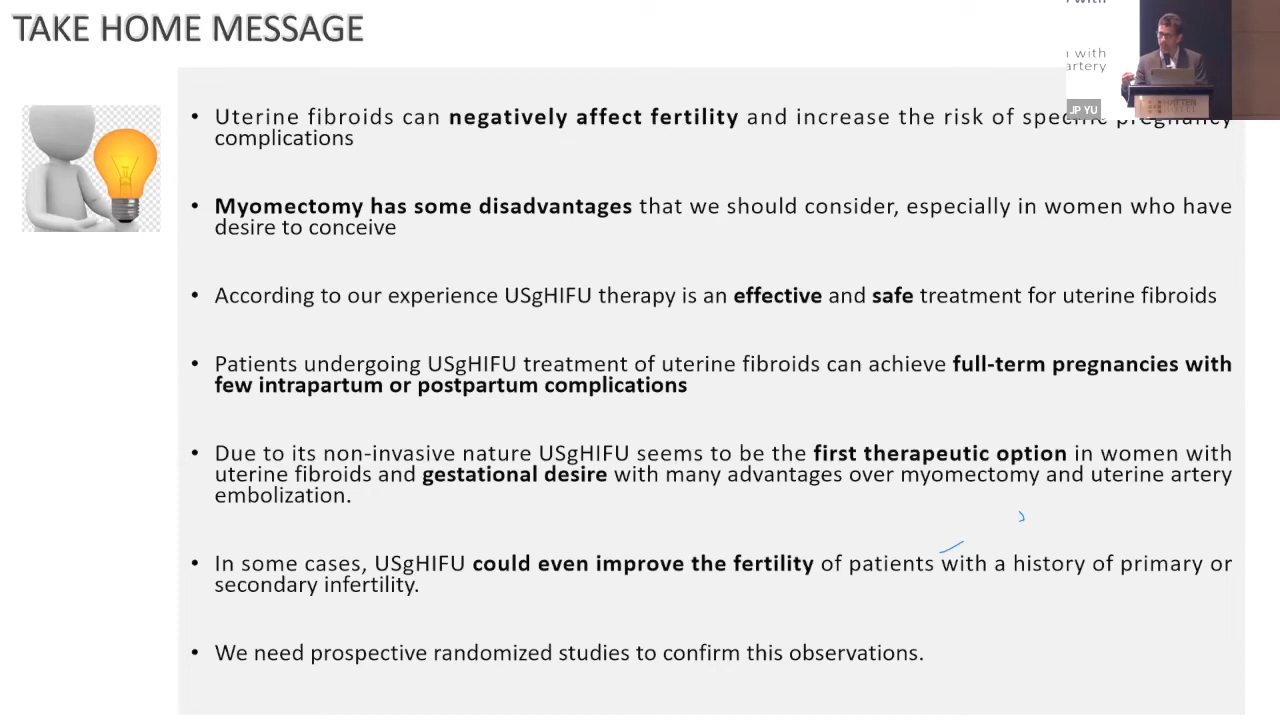 TAKE HOME MESSAGE
with
n with
artery
JP YU
HATTEN
• Uterine fibroids can negatively affect fertility and increase the risk of specific pregnancy
complications
• Myomectomy has some disadvantages that we should consider, especially in women who have
desire to conceive
• According to our experience USgHIFU therapy is an effective and safe treatment for uterine fibroids
• Patients undergoing USgHIFU treatment of uterine fibroids can achieve full-term pregnancies with
few intrapartum or postpartum complications
• Due to its non-invasive nature USgHIFU seems to be the first therapeutic option in women with
uterine fibroids and gestational desire with many advantages over myomectomy and uterine artery
embolization.
• In some cases, USgHIFU could even improve the fertility of patients with a history of primary or
secondary infertility.
• We need prospective randomized studies to confirm this observations.